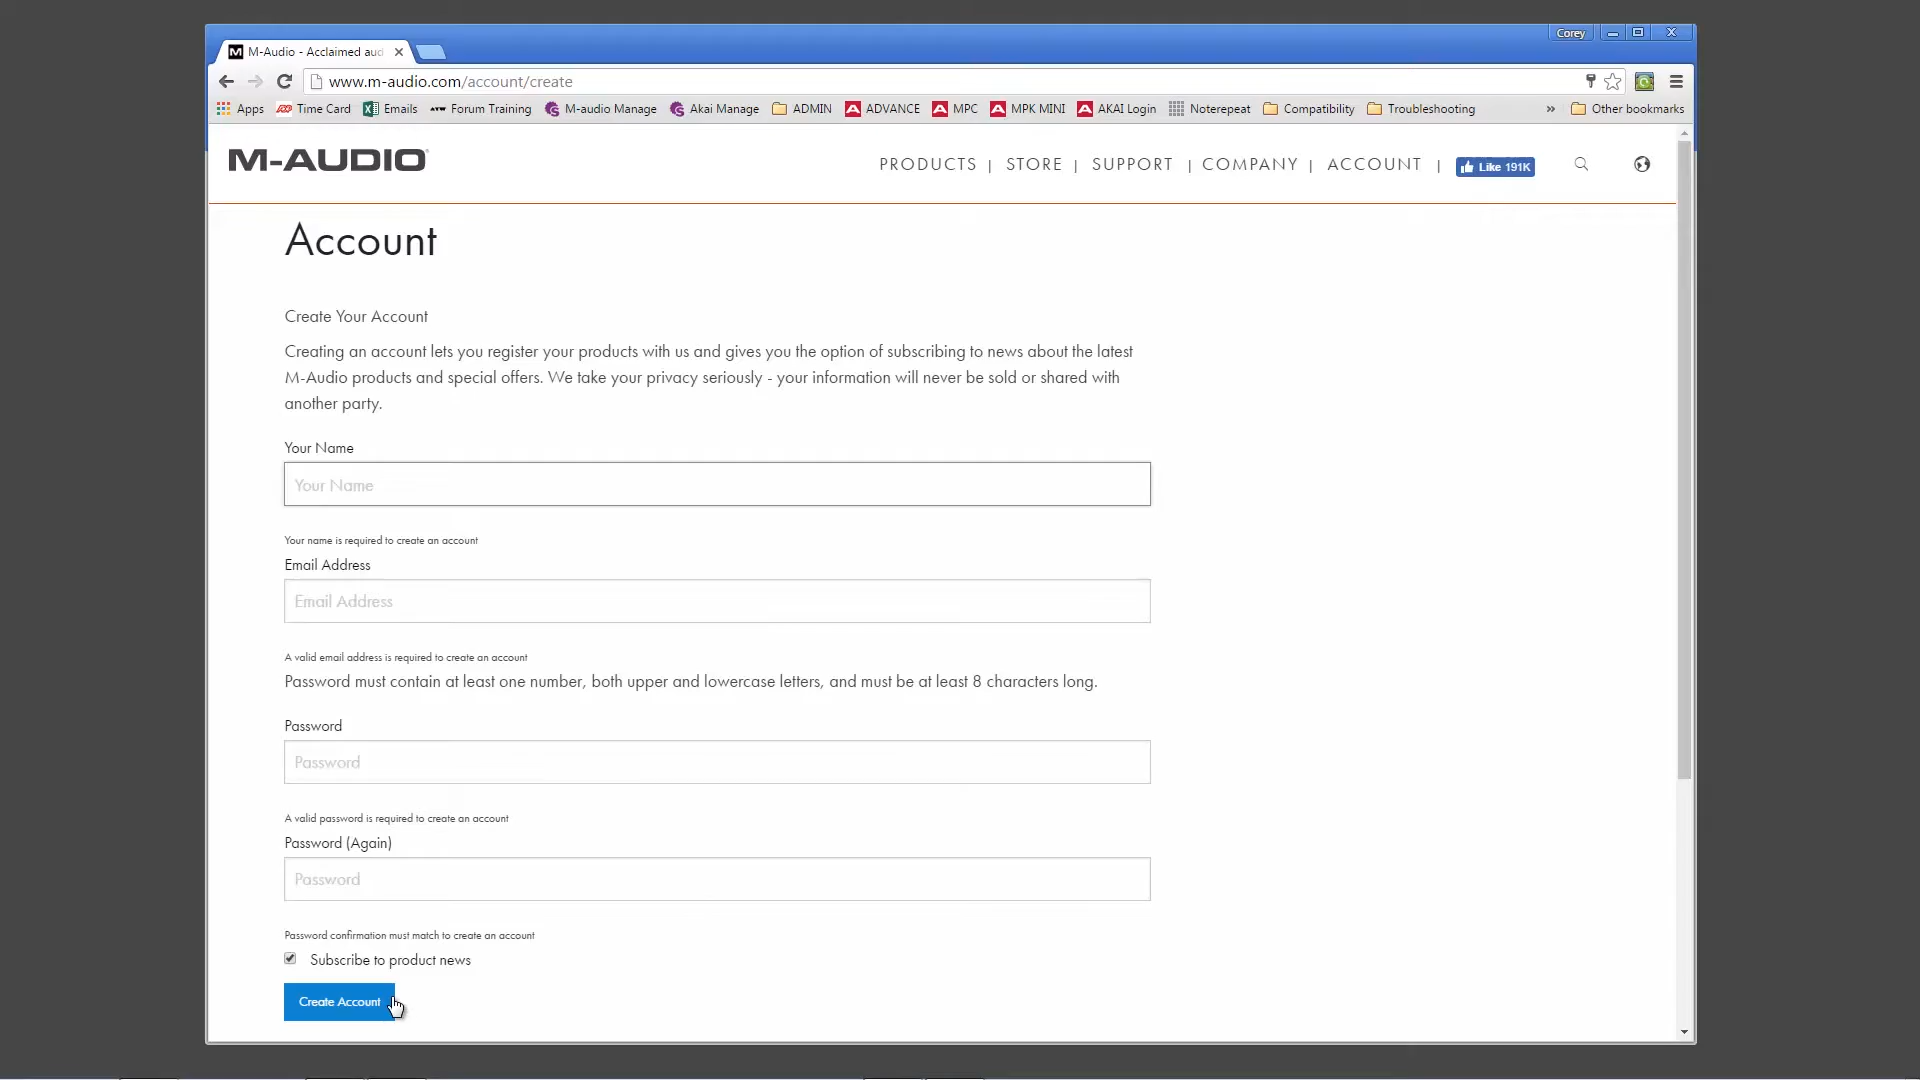 Corey
M-Audio - Acclaimed aud
www.m-audio.com/account/create
Apps Time Card Emails Forum Training M-audio Manage Akai Manage ADMIN ADVANCE MPC MPK MINI AKAI Login Noterepeat Compatibility Troubleshooting » Other bookmarks
M-AUDIO
PRODUCTS | STORE | SUPPORT | COMPANY | ACCOUNT | Like 191K
Account
Create Your Account
Creating an account lets you register your products with us and gives you the option of subscribing to news about the latest
M-Audio products and special offers. We take your privacy seriously - your information will never be sold or shared with
another party.
Your Name
Your Name
Your name is required to create an account
Email Address
Email Address
A valid email address is required to create an account
Password must contain at least one number, both upper and lowercase letters, and must be at least 8 characters long.
Password
Password
A valid password is required to create an account
Password (Again)
Password
Password confirmation must match to create an account
Subscribe to product news
Create Account